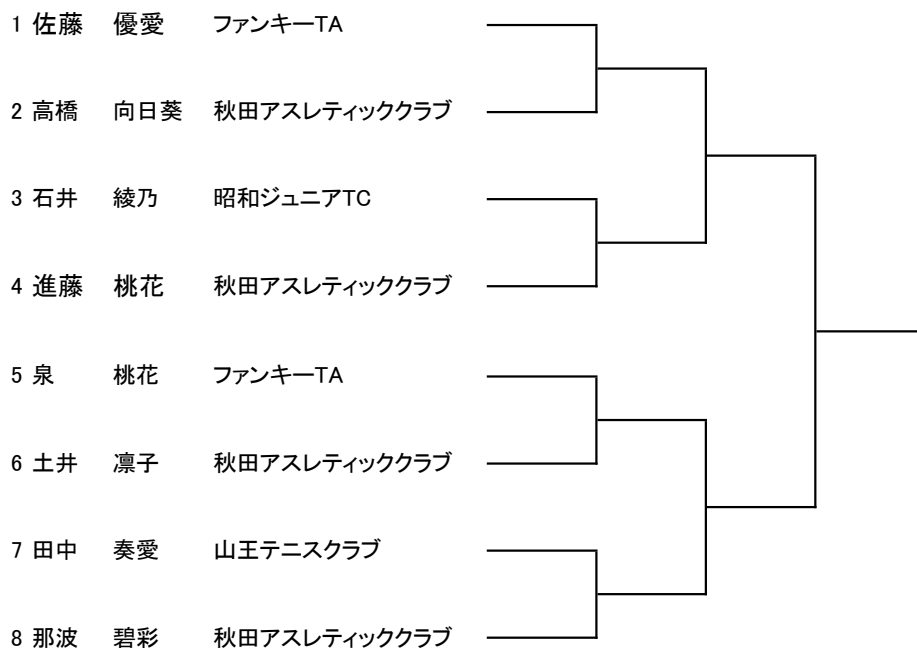 1 佐藤 優愛 ファンキーTA
2 高橋 向日葵 秋田アスレティッククラブ
3 石井 綾乃 昭和ジュニアTC
4 進藤 桃花 秋田アスレティッククラブ
5 泉 桃花 ファンキーTA
6 土井 凛子 秋田アスレティッククラブ
7 田中 奏愛 山王テニスクラブ
8 那波 碧彩 秋田アスレティッククラブ